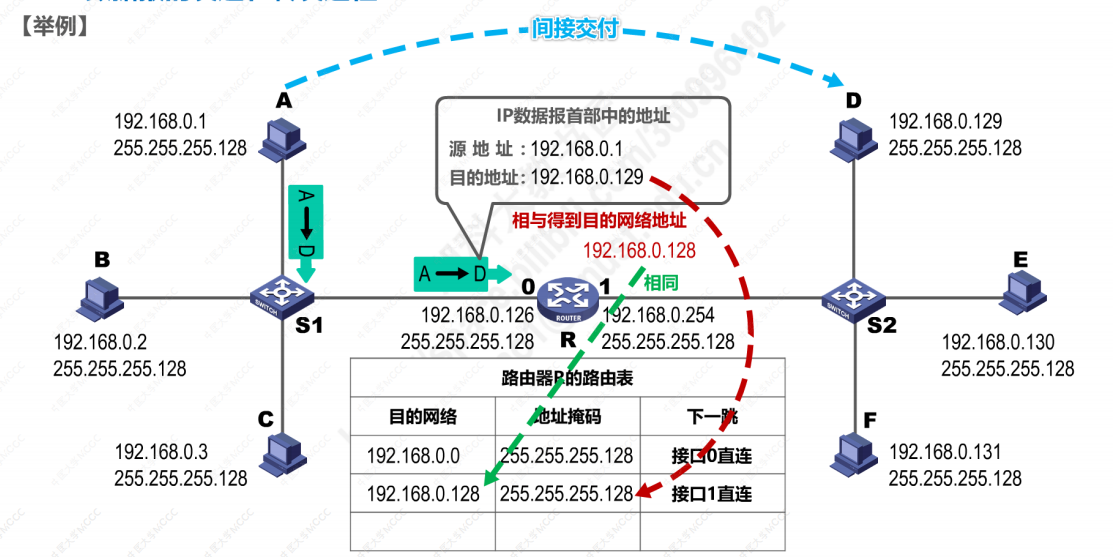 【举例】
间接交付
A
192.168.0.1
255.255.255.128
IP数据报首部中的地址
源 地 址 : 192.168.0.1
目的地址: 192.168.0.129
D
192.168.0.129
255.255.255.128
A
D
相与得到目的网络地址
192.168.0.128
相同
B
192.168.0.2
255.255.255.128
SWITCH
S1
A D
0
1
ROUTER
R
192.168.0.126
255.255.255.128
192.168.0.254
255.255.255.128
SWITCH
S2
E
192.168.0.130
255.255.255.128
C
192.168.0.3
255.255.255.128
F
192.168.0.131
255.255.255.128
路由器R的路由表
目的网络 地址掩码 下一跳
192.168.0.0 255.255.255.128 接口0直连
192.168.0.128 255.255.255.128 接口1直连